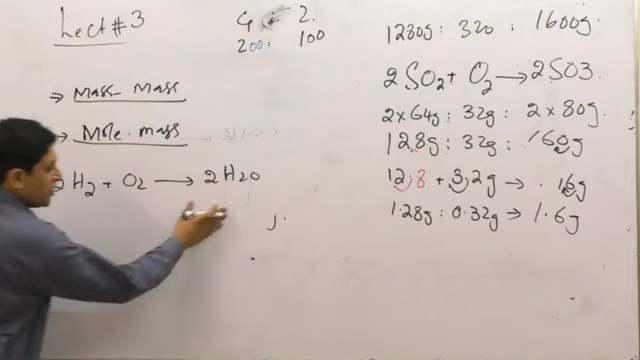 Lect # 3
→ Mass - Mass
→ Mole - mass
2H2 + O2 → 2H2O
4 : 2.
200: 100
1280g : 320 : 1600g
2SO2 + O2 → 2SO3.
2×64g : 32g : 2×80g.
128g : 32g : 160g
12.8 + 3.2g → 16g
1.28g : 0.32g → 1.6g